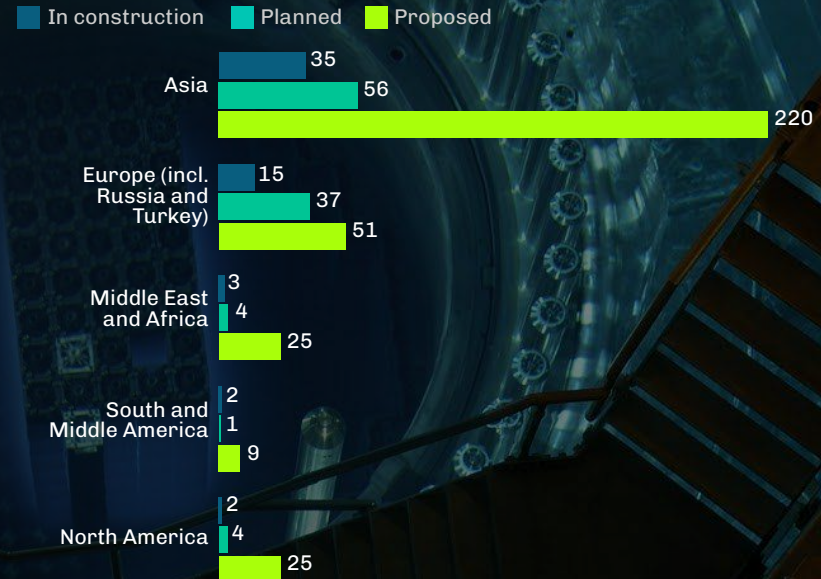 In construction Planned Proposed
Asia
35
56
220
Europe (incl.
Russia and
Turkey)
15
37
51
Middle East
and Africa
3
4
25
South and
Middle America
2
1
9
North America
2
4
25